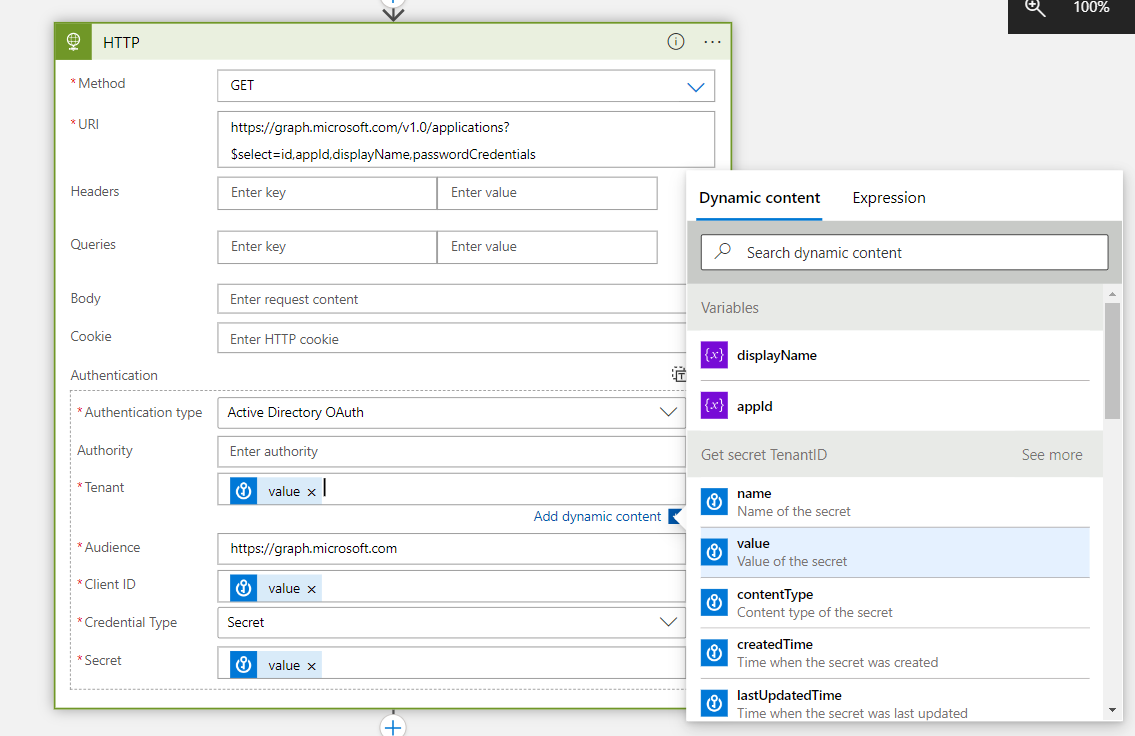 100%
HTTP
* Method
GET
* URI
https://graph.microsoft.com/v1.0/applications?
$select=id,appId,displayName,passwordCredentials
Headers
Enter key
Enter value
Queries
Enter key
Enter value
Body
Enter request content
Cookie
Enter HTTP cookie
Authentication
* Authentication type
Active Directory OAuth
Authority
Enter authority
* Tenant
value ×
Add dynamic content
* Audience
https://graph.microsoft.com
* Client ID
value ×
* Credential Type
Secret
* Secret
value ×
Dynamic content
Expression
Search dynamic content
Variables
{x} displayName
{x} appId
Get secret TenantID
See more
name
Name of the secret
value
Value of the secret
contentType
Content type of the secret
createdTime
Time when the secret was created
lastUpdatedTime
Time when the secret was last updated